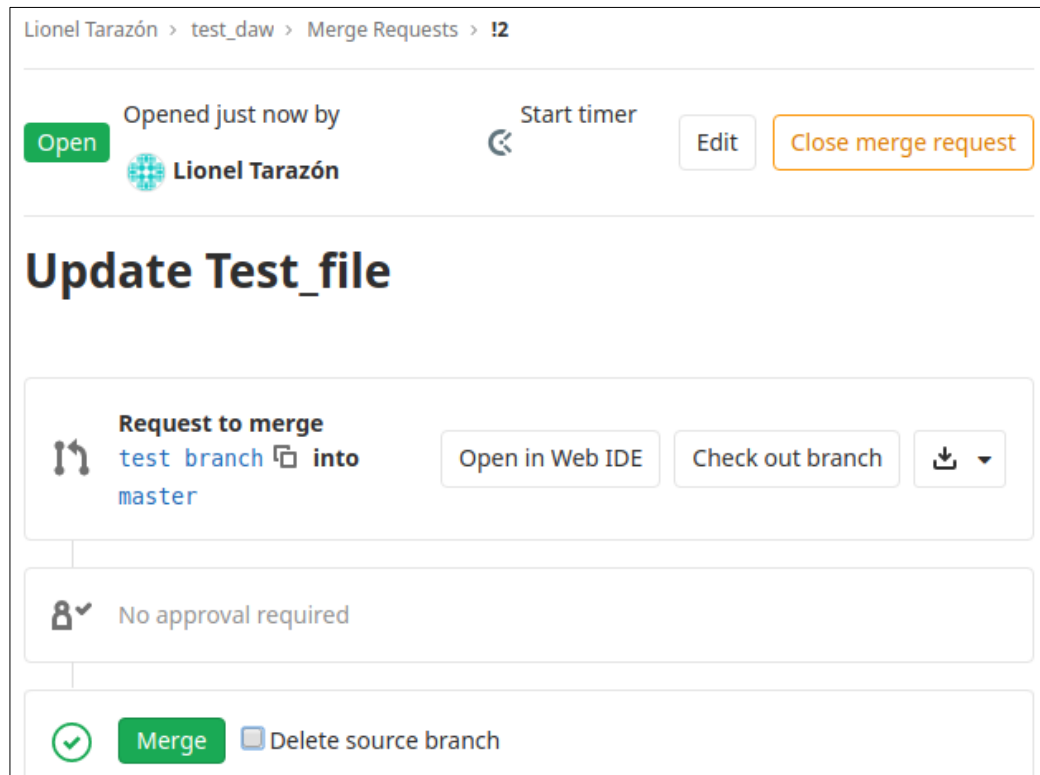 Lionel Tarazón > test_daw > Merge Requests > !2
Opened just now by
Start timer
Open
Edit
Close merge request
Lionel Tarazón
Update Test_file
Request to merge
test branch into
master
Open in Web IDE
Check out branch
No approval required
Merge
Delete source branch